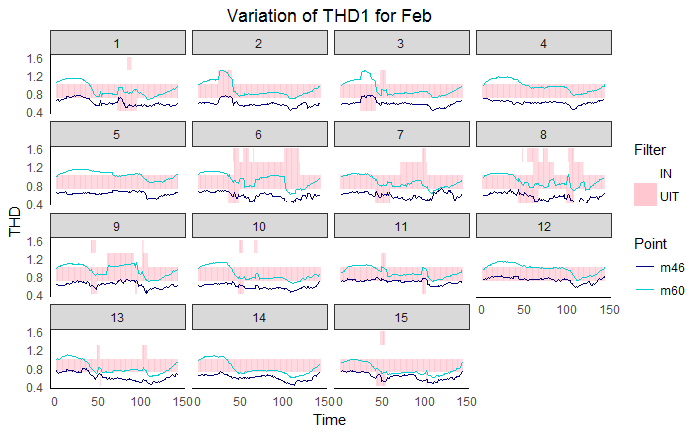 Variation of THD1 for Feb
1 2 3 4
1.6
1.2
0.8
0.4
5 6 7 8
1.6
1.2
0.8
0.4
THD
9 10 11 12
1.6
1.2
0.8
0.4
0 50 100 150
13 14 15
1.6
1.2
0.8
0.4
0 50 100 150 0 50 100 150 0 50 100 150
Time
Filter
IN
UIT
Point
m46
m60